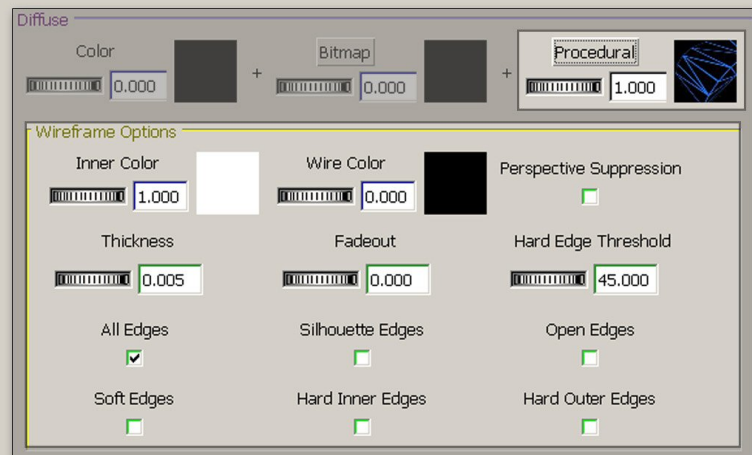 Diffuse
Color Bitmap Procedural
0.000 + 0.000 + 1.000
Wireframe Options
Inner Color Wire Color Perspective Suppression
1.000 0.000
Thickness Fadeout Hard Edge Threshold
0.005 0.000 45.000
All Edges Silhouette Edges Open Edges
Soft Edges Hard Inner Edges Hard Outer Edges